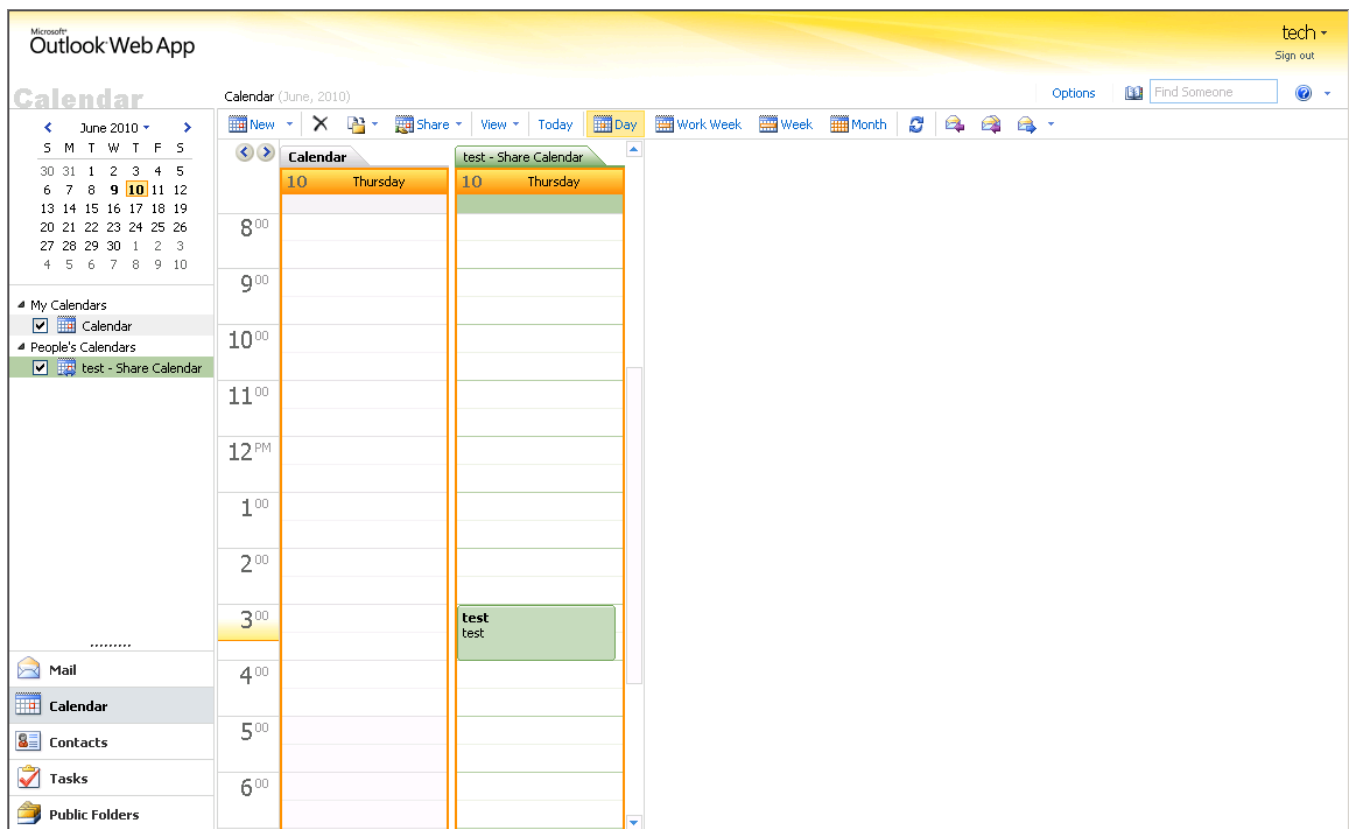 Microsoft®
Outlook Web App
tech
Sign out
Calendar
Calendar (June, 2010)
Options
Find Someone
June 2010
S M T W T F S
30 31 1 2 3 4 5
6 7 8 9 10 11 12
13 14 15 16 17 18 19
20 21 22 23 24 25 26
27 28 29 30 1 2 3
4 5 6 7 8 9 10
My Calendars
Calendar
People's Calendars
test - Share Calendar
Mail
Calendar
Contacts
Tasks
Public Folders
New Share View Today Day Work Week Week Month
Calendar test - Share Calendar
10 Thursday 10 Thursday
8 00
9 00
10 00
11 00
12 PM
1 00
2 00
3 00
test
test
4 00
5 00
6 00